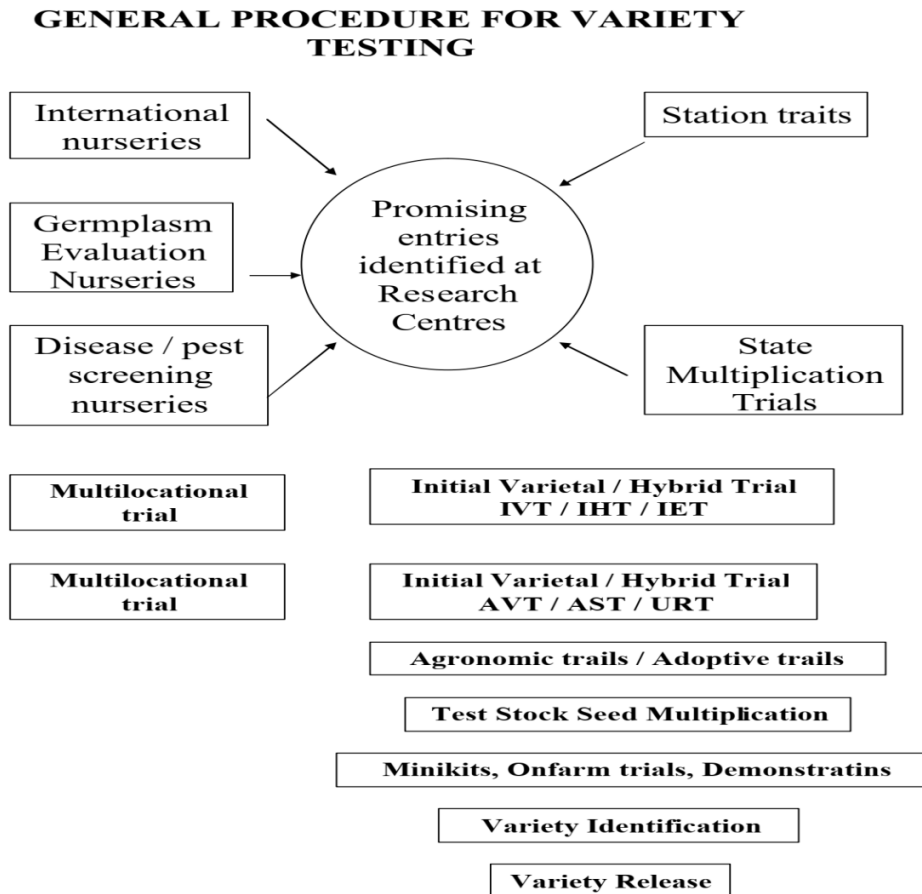 GENERAL PROCEDURE FOR VARIETY
TESTING
International
nurseries
Station traits
Germplasm
Evaluation
Nurseries
Promising
entries
identified at
Research
Centres
Disease / pest
screening
nurseries
State
Multiplication
Trials
Multilocational
trial
Initial Varietal / Hybrid Trial
IVT / IHT / IET
Multilocational
trial
Initial Varietal / Hybrid Trial
AVT / AST / URT
Agronomic trails / Adoptive trails
Test Stock Seed Multiplication
Minikits, Onfarm trials, Demonstratins
Variety Identification
Variety Release